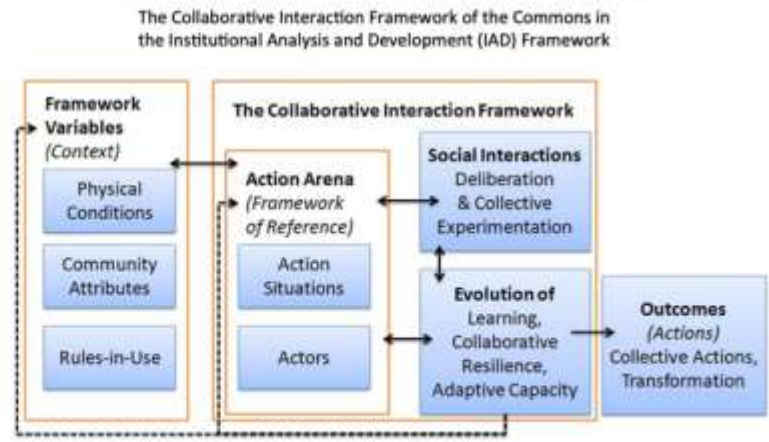 The Collaborative Interaction Framework of the Commons in
the Institutional Analysis and Development (IAD) Framework
Framework
Variables
(Context)
Physical
Conditions
Community
Attributes
Rules-in-Use
The Collaborative Interaction Framework
Action Arena
(Framework
of Reference)
Action
Situations
Actors
Social Interactions
Deliberation
& Collective
Experimentation
Evolution of
Learning,
Collaborative
Resilience,
Adaptive Capacity
Outcomes
(Actions)
Collective Actions,
Transformation